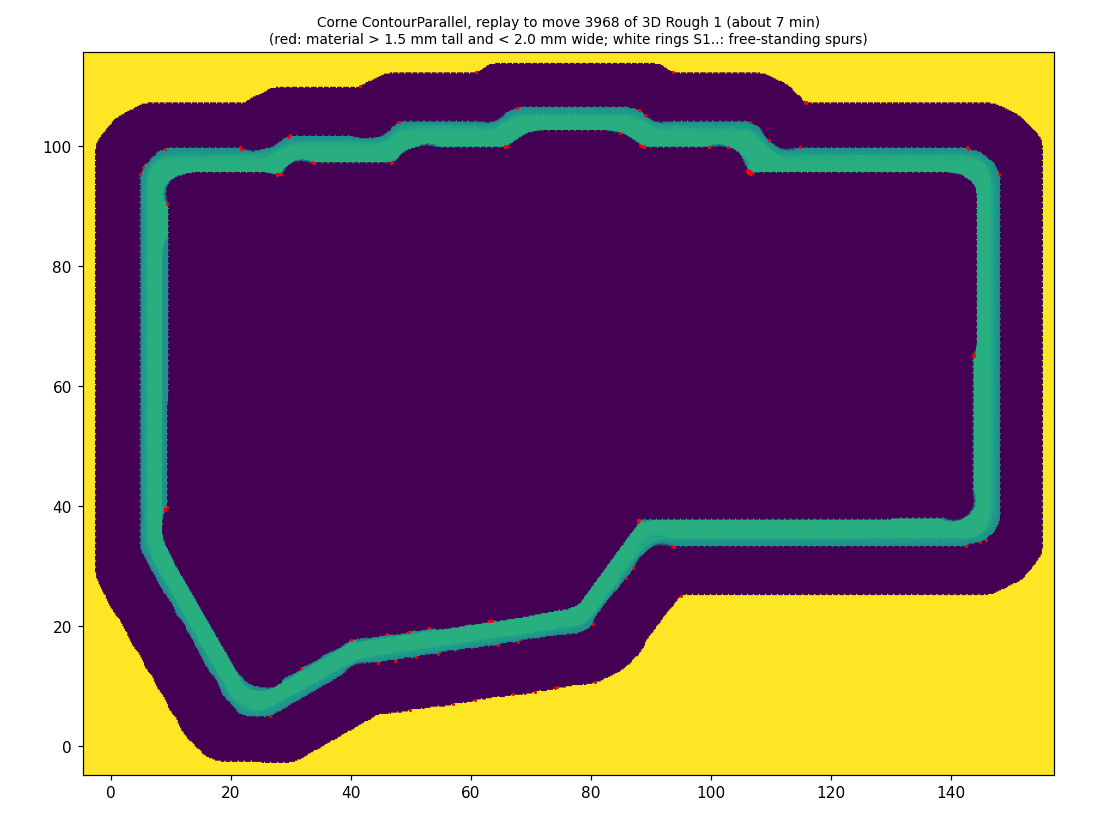 Corne ContourParallel, replay to move 3968 of 3D Rough 1 (about 7 min)
(red: material > 1.5 mm tall and < 2.0 mm wide; white rings S1..: free-standing spurs)
100
80
60
40
20
0
0 20 40 60 80 100 120 140